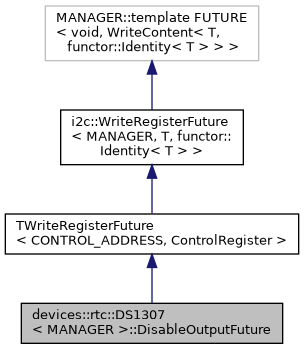 MANAGER::template FUTURE
< void, WriteContent< T,
functor::Identity< T > > >
i2c::WriteRegisterFuture
< MANAGER, T, functor::
Identity< T > >
TWriteRegisterFuture
< CONTROL_ADDRESS, ControlRegister >
devices::rtc::DS1307
< MANAGER >::DisableOutputFuture